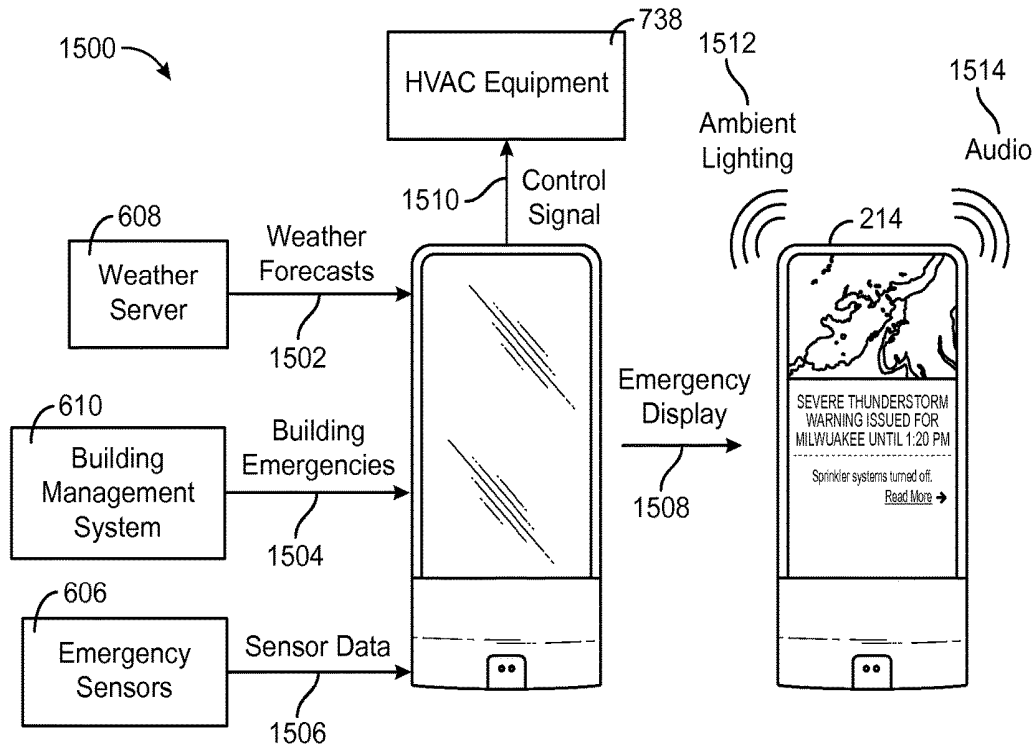 1500
738
HVAC Equipment
1512
Ambient
Lighting
1514
Audio
1510
Control
Signal
214
608
Weather
Server
Weather
Forecasts
1502
610
Building
Management
System
Building
Emergencies
1504
Emergency
Display
1508
SEVERE THUNDERSTORM
WARNING ISSUED FOR
MILWUAKEE UNTIL 1:20 PM
Sprinkler systems turned off.
Read More
606
Emergency
Sensors
Sensor Data
1506